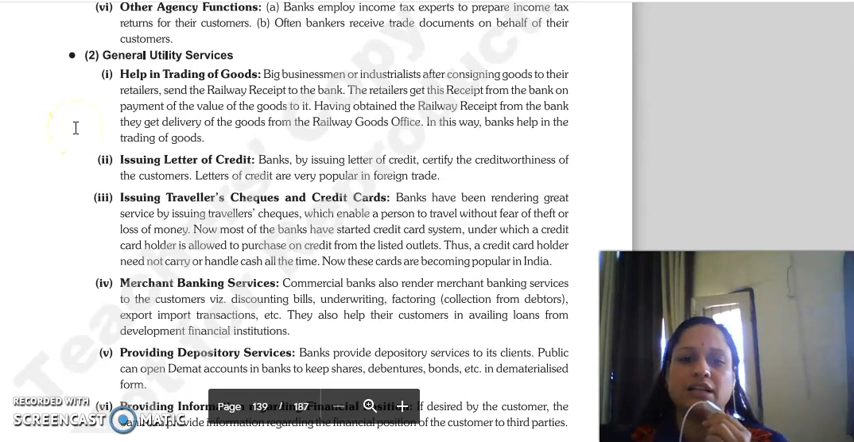 (vi) Other Agency Functions: (a) Banks employ income tax experts to prepare income tax
returns for their customers. (b) Often bankers receive trade documents on behalf of their
customers.
• (2) General Utility Services
(i) Help in Trading of Goods: Big businessmen or industrialists after consigning goods to their
retailers, send the Railway Receipt to the bank. The retailers get this Receipt from the bank on
payment of the value of the goods to it. Having obtained the Railway Receipt from the bank
they get delivery of the goods from the Railway Goods Office. In this way, banks help in the
trading of goods.
(ii) Issuing Letter of Credit: Banks, by issuing letter of credit, certify the creditworthiness
of the customers. Letters of credit are very popular in foreign trade.
(iii) Issuing Traveller's Cheques and Credit Cards: Banks have been rendering great
service by issuing travellers' cheques, which enable a person to travel without fear of theft or
loss of money. Now most of the banks have started credit card system, under which a credit
card holder is allowed to purchase on credit from the listed outlets. Thus, a credit card holder
need not carry or handle cash all the time. Now these cards are becoming popular in India.
(iv) Merchant Banking Services: Commercial banks also render merchant banking services
to the customers viz. discounting bills, underwriting, factoring (collection from debtors),
export import transactions, etc. They also help their customers in availing loans from
development financial institutions.
(v) Providing Depository Services: Banks provide depository services to its clients. Public
can open Demat accounts in banks to keep shares, debentures, bonds, etc. in dematerialised
form.
(vi) Providing Information regarding Financial Position: If desired by the customer, the
provide information regarding the financial position of the customer to third parties.
Page 139 / 187
RECORDED WITH
SCREENCAST MATIC
Teachers' Copy